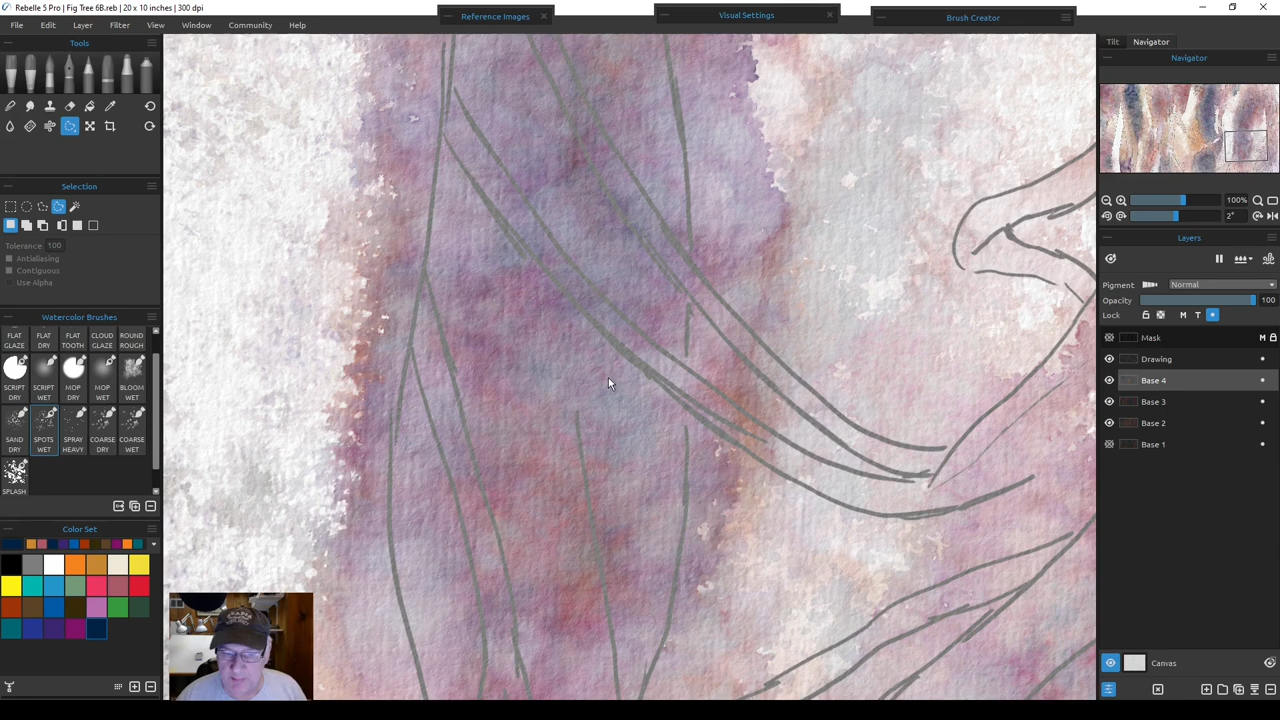 Rebelle 5 Pro | Fig Tree 6B.reb | 20 x 10 inches | 300 dpi
File Edit Layer Filter View Window Community Help
Reference Images
Visual Settings
Brush Creator
Tools
Tilt Navigator
Navigator
100%
2°
Selection
Tolerance 100
Antialiasing
Contiguous
Use Alpha
Layers
Pigment Normal
Opacity 100
Lock M T
Mask M
Drawing
Base 4
Base 3
Base 2
Base 1
Watercolor Brushes
FLAT GLAZE
FLAT DRY
FLAT TOOTH
CLOUD GLAZE
ROUND ROUGH
SCRIPT DRY
SCRIPT WET
MOP DRY
MOP WET
BLOOM WET
SAND DRY
SPOTS WET
SPRAY HEAVY
COARSE DRY
COARSE WET
SPLASH
Color Set
Canvas